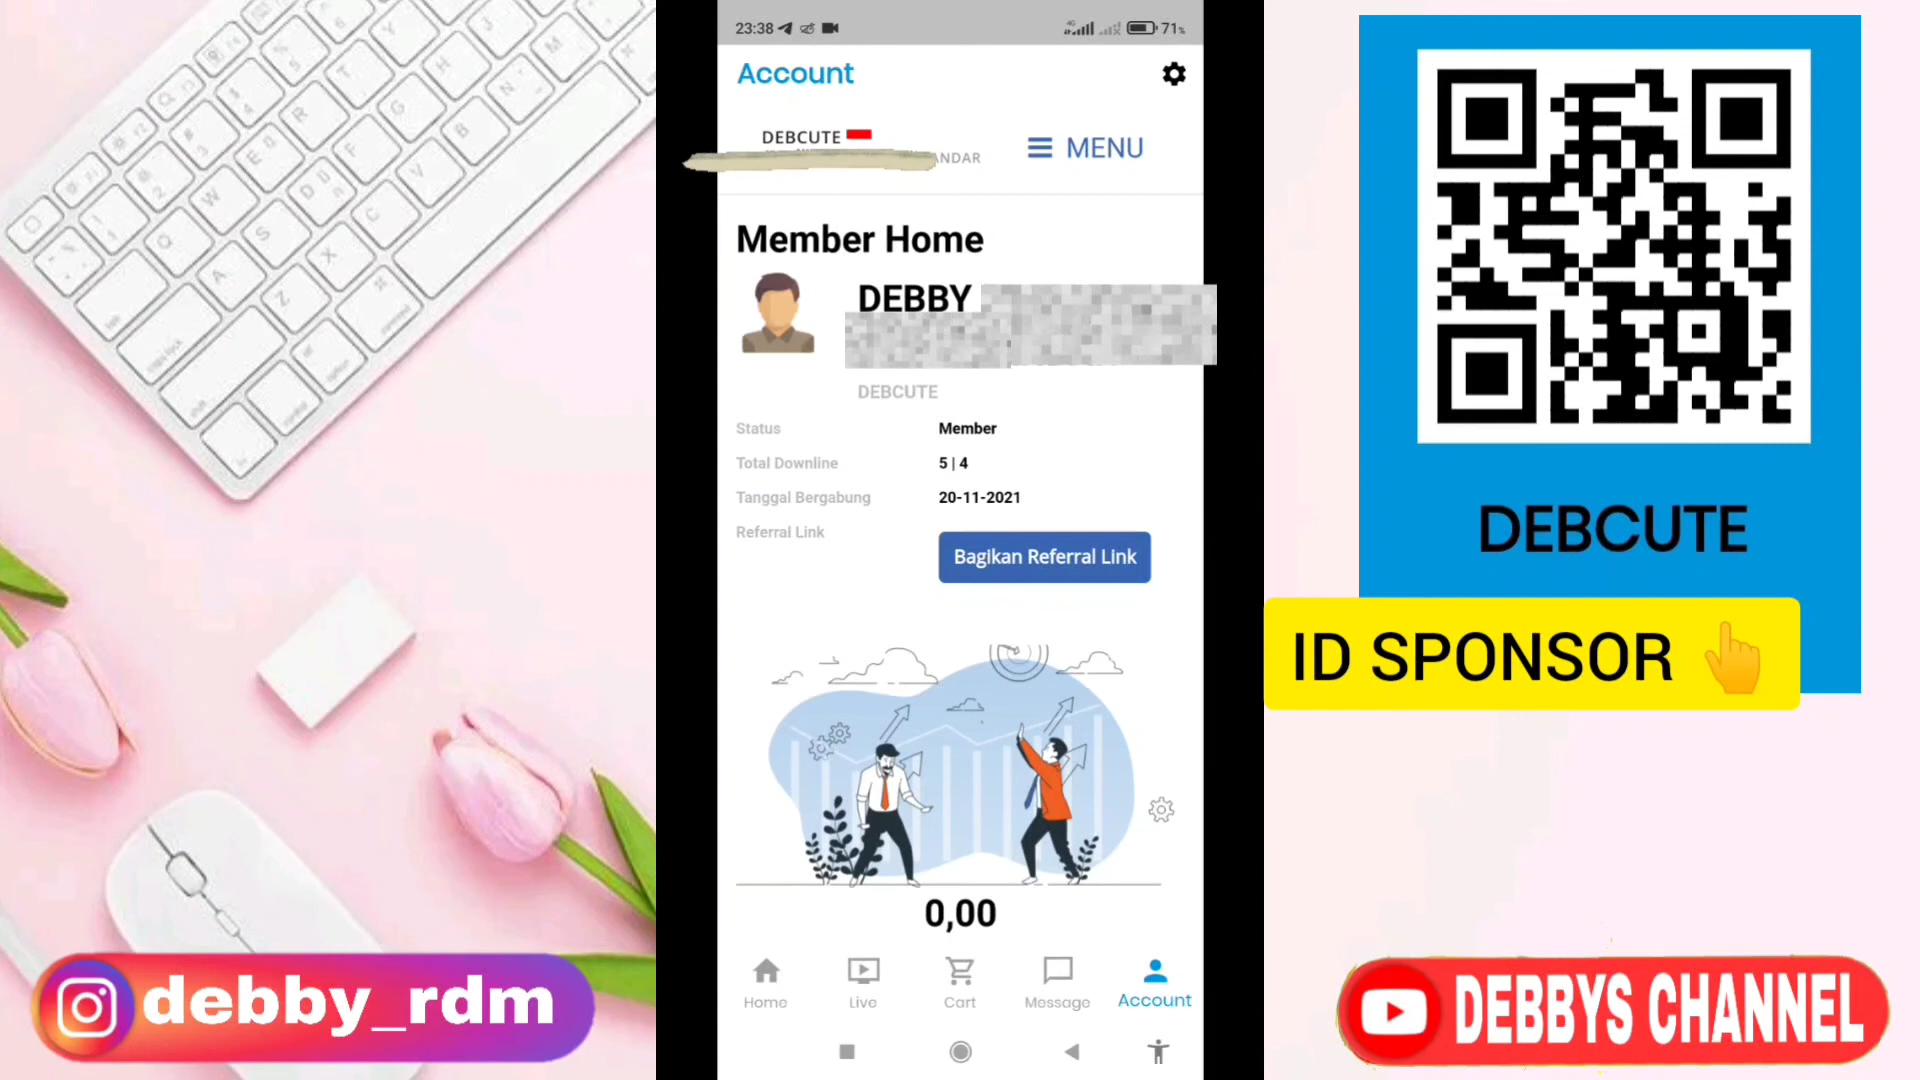 23:38
4G
71%
Account
DEBCUTE
ANDAR
MENU
Member Home
DEBBY
DEBCUTE
Status Member
Total Downline 5 | 4
Tanggal Bergabung 20-11-2021
Referral Link
Bagikan Referral Link
0,00
Home
Live
Cart
Message
Account
DEBCUTE
ID SPONSOR
debby_rdm
DEBBYS CHANNEL